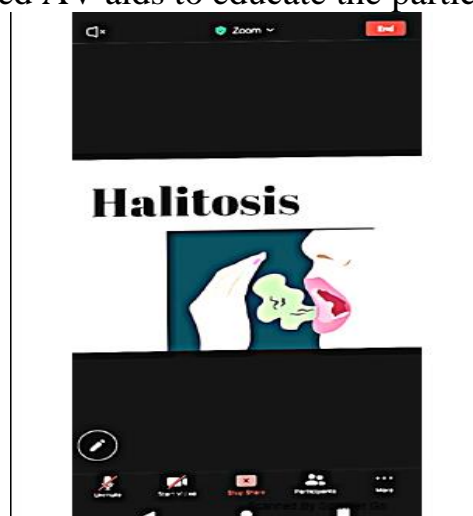 ed AV aids to educate the partic
Zoom
End
Halitosis
Unmute
Start Video
Stop Share
Participants
More